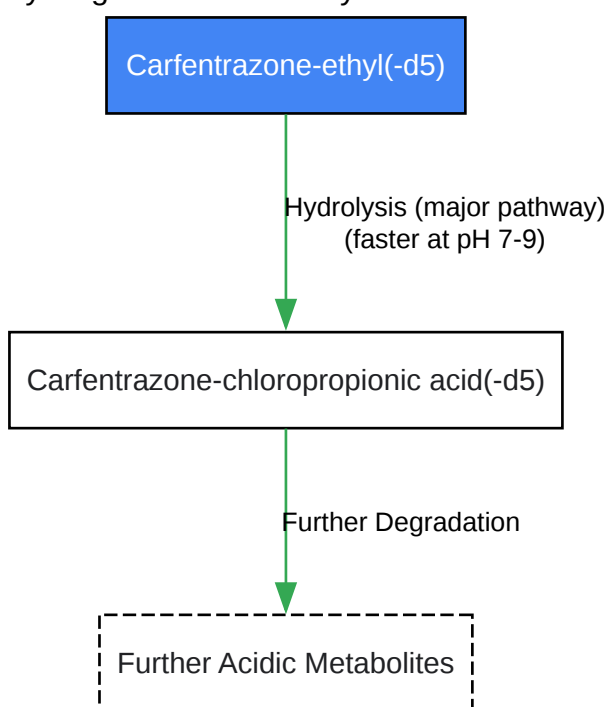 Carfentrazone-ethyl(-d5)
Hydrolysis (major pathway)
(faster at pH 7-9)
Carfentrazone-chloropropionic acid(-d5)
Further Degradation
Further Acidic Metabolites